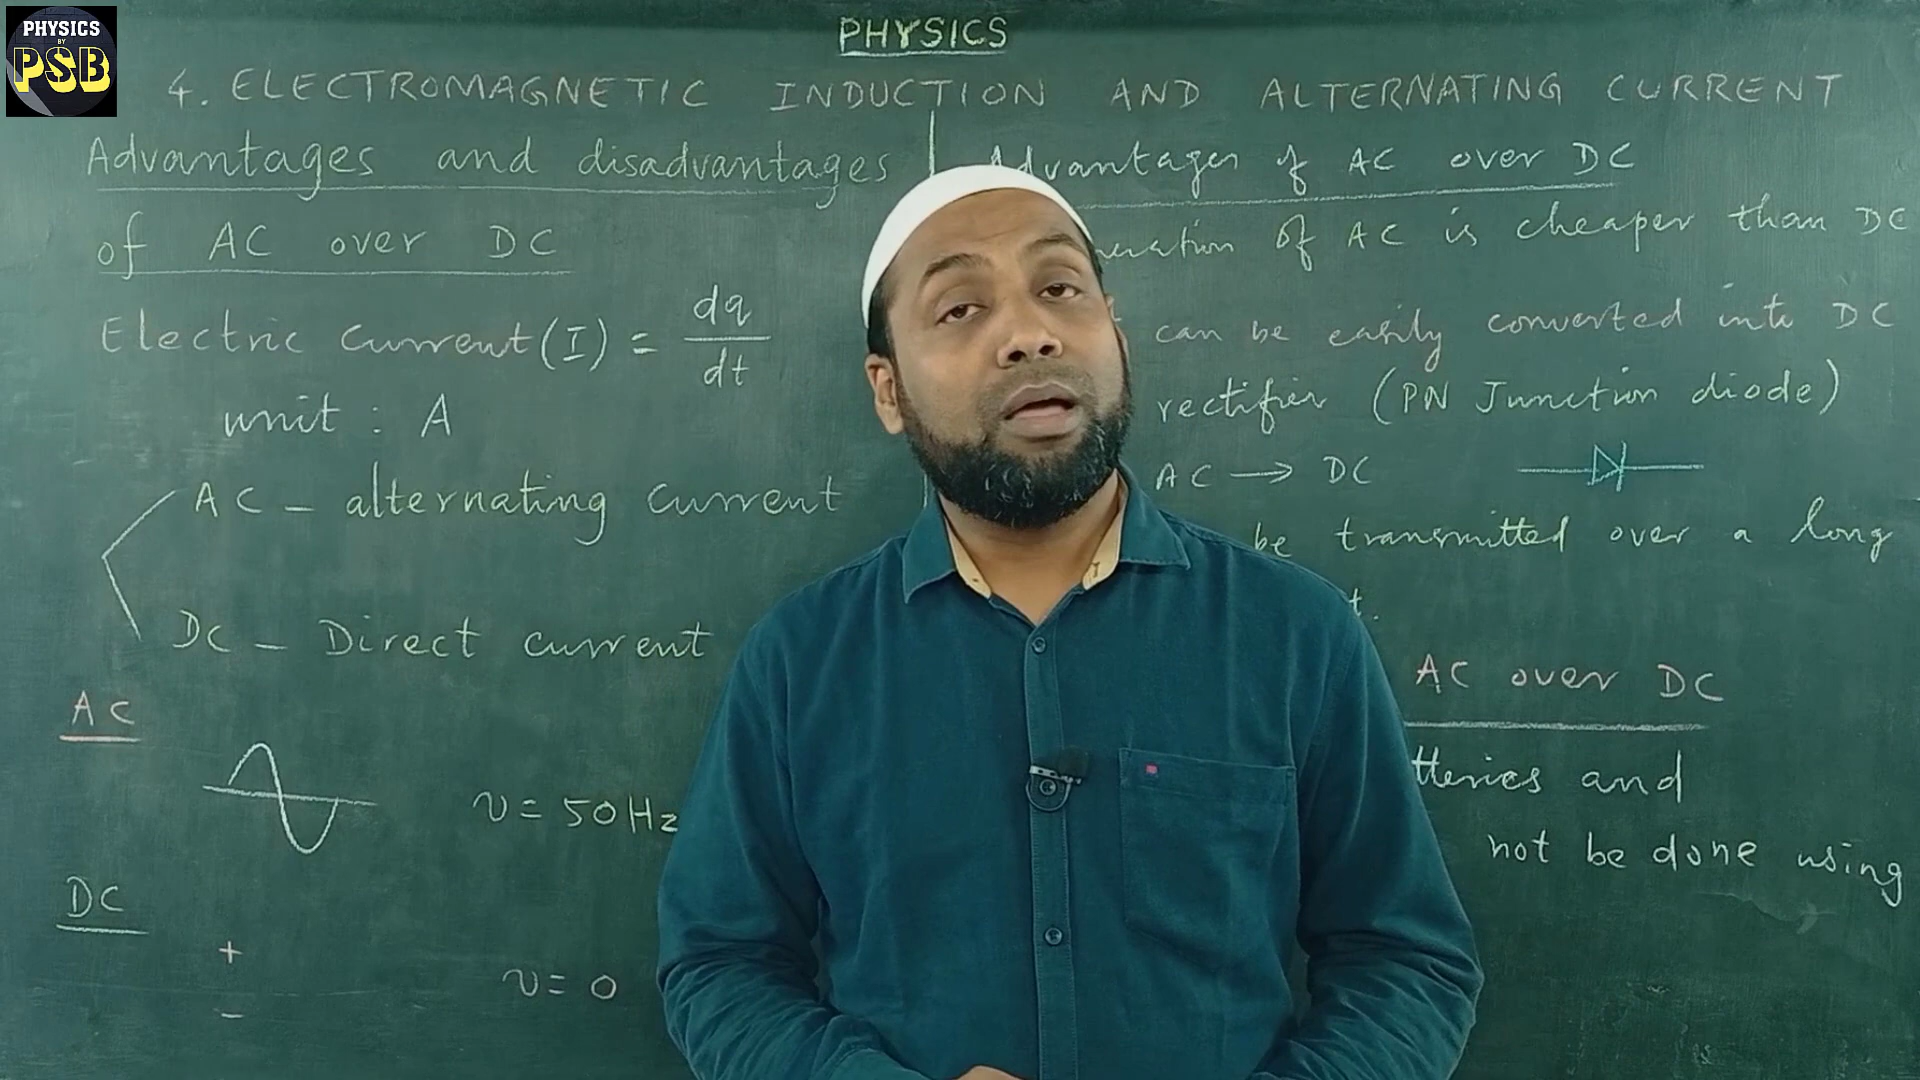 PHYSICS
BY
PSB
PHYSICS
4. ELECTROMAGNETIC INDUCTION AND ALTERNATING CURRENT
Advantages and disadvantages
of AC over DC
Electric current (I) = dq
dt
unit : A
AC - alternating current
DC - Direct current
AC
ν = 50 Hz
DC
+
-
ν = 0
Advantages of AC over DC
of AC is cheaper than DC
can be easily converted into DC
rectifier (PN Junction diode)
AC → DC
be transmitted over a long
AC over DC
and
not be done using